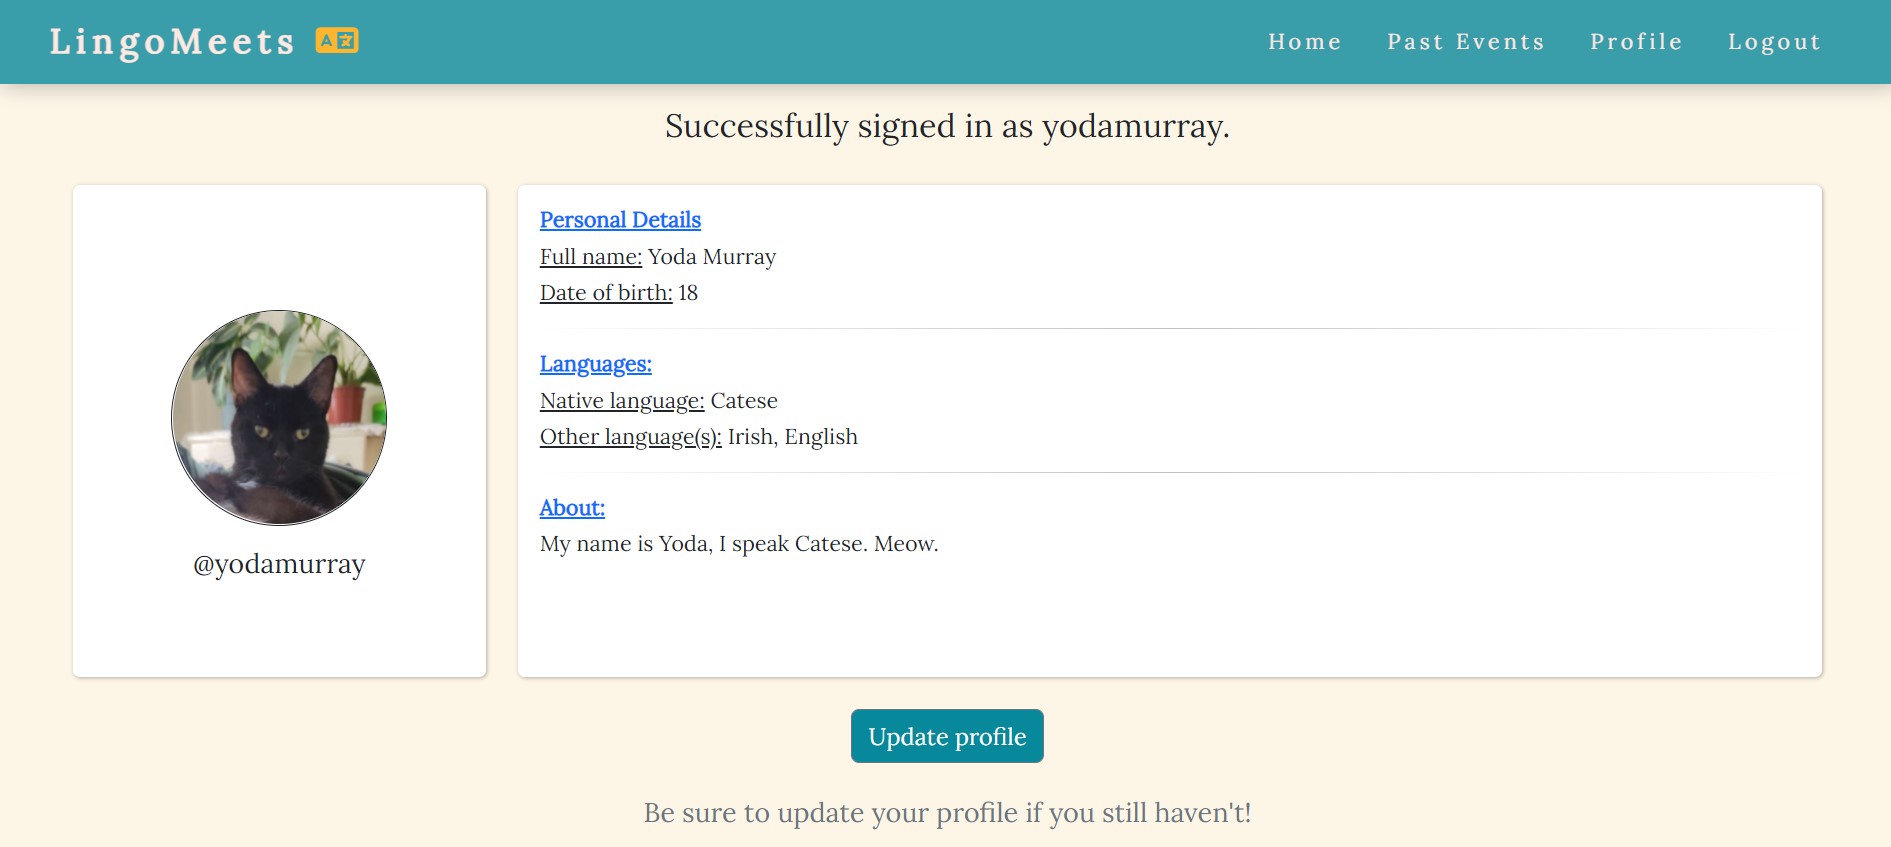 LingoMeets A文
Home Past Events Profile Logout
Successfully signed in as yodamurray.
@yodamurray
Personal Details
Full name: Yoda Murray
Date of birth: 18
Languages:
Native language: Catese
Other language(s): Irish, English
About:
My name is Yoda, I speak Catese. Meow.
Update profile
Be sure to update your profile if you still haven't!